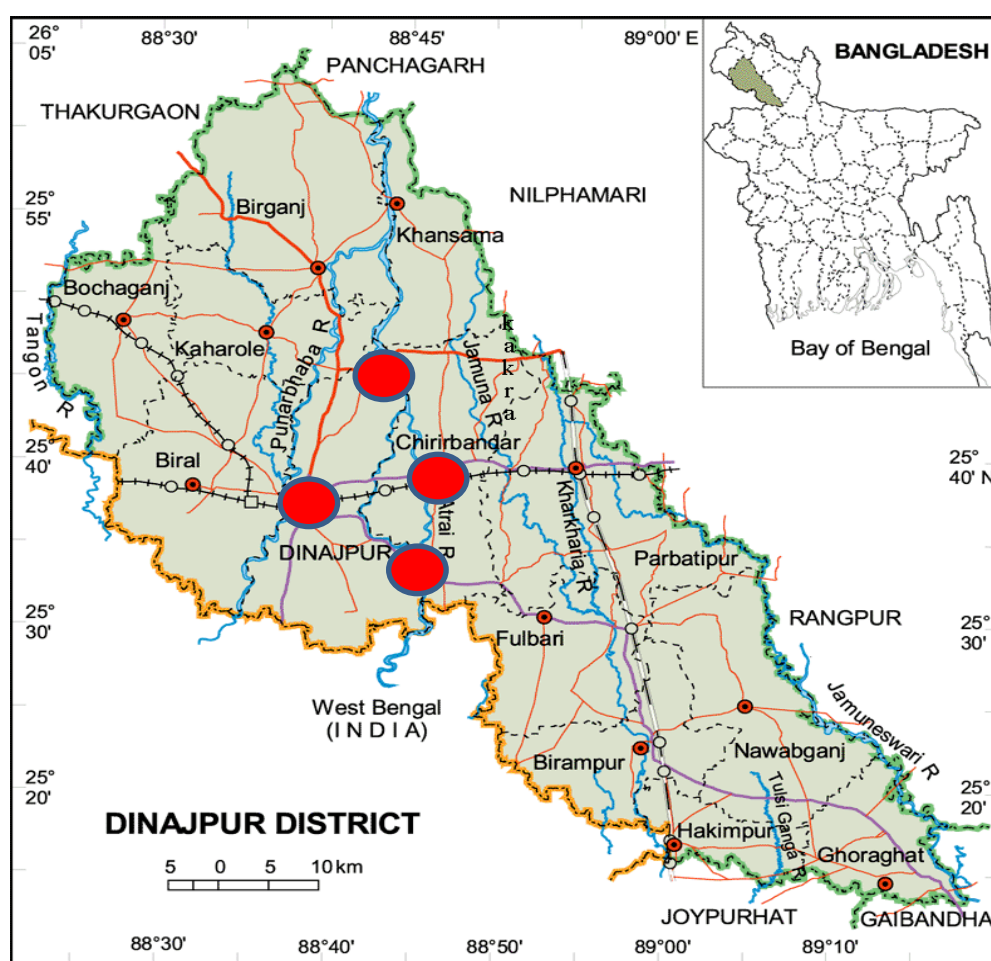 26°
05'
88°30'
88°45'
89°00' E
PANCHAGARH
BANGLADESH
THAKURGAON
NILPHAMARI
25°
55'
Birganj
Khansama
Bochaganj
Tangon R
Kaharole
Punarbhaba R
Jamuna R
kakra
Bay of Bengal
25°
40'
Chirirbandar
25°
40' N
Biral
Atrai R
Kharkharia R
DINAJPUR
Parbatipur
25°
30'
Fulbari
RANGPUR
25°
30'
West Bengal
(INDIA)
Jamuneswari R
Birampur
Nawabganj
25°
20'
25°
20'
Tulsi Ganga R
DINAJPUR DISTRICT
Hakimpur
Ghoraghat
5 0 5 10 km
JOYPURHAT
GAIBANDHA
88°30'
88°40'
88°50'
89°00'
89°10'